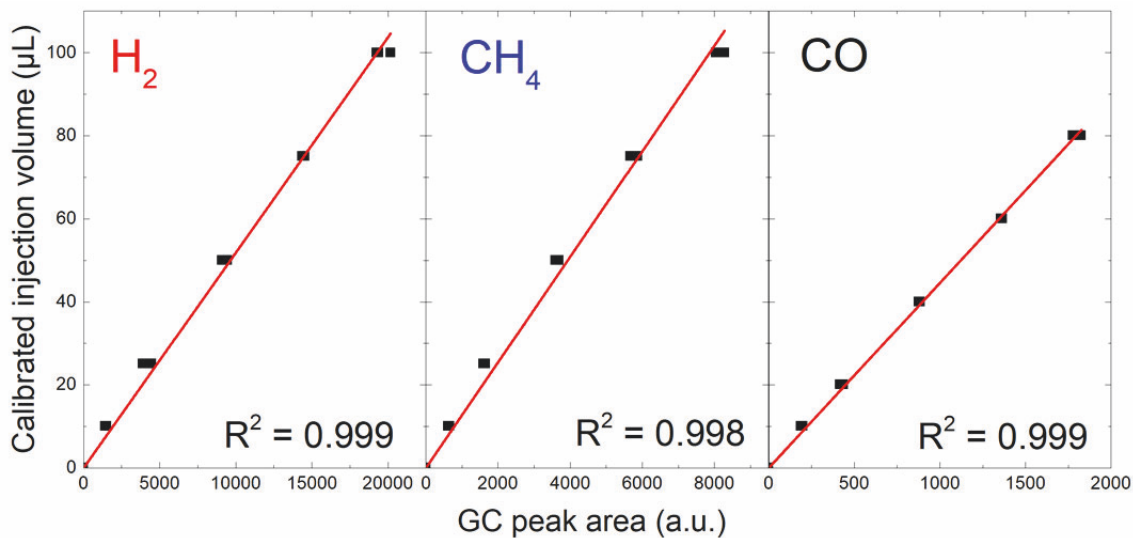 H2
CH4
CO
Calibrated injection volume (µL)
100
80
60
40
20
0
R² = 0.999
R² = 0.998
R² = 0.999
0 5000 10000 15000 20000
0 2000 4000 6000 8000
0 500 1000 1500 2000
GC peak area (a.u.)